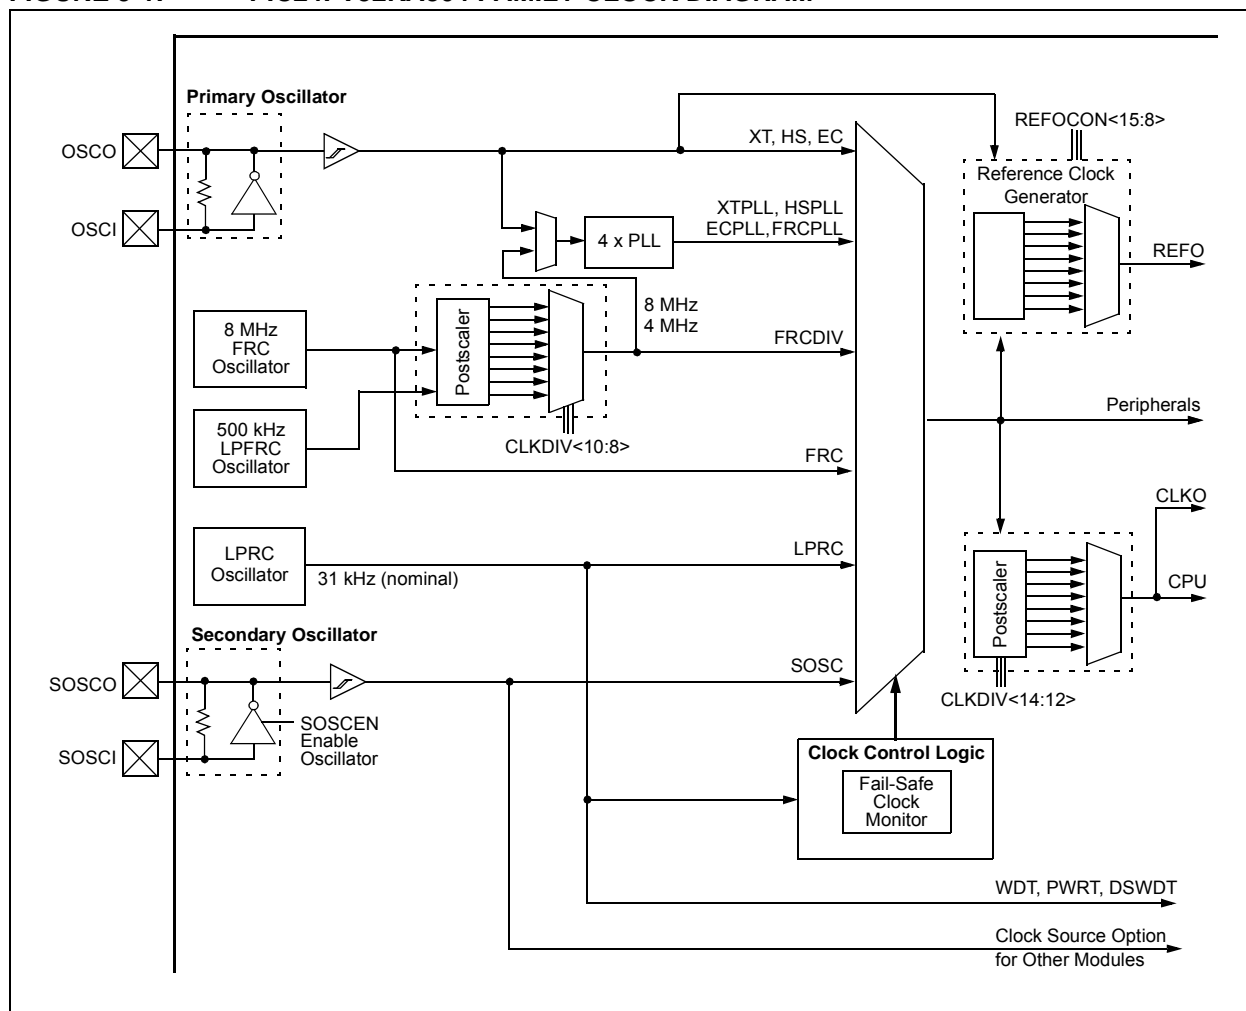 Primary Oscillator
OSCO
OSCI
XT, HS, EC
REFOCON<15:8>
Reference Clock
Generator
REFO
XTPLL, HSPLL
ECPLL,FRCPLL
4 x PLL
8 MHz
FRC
Oscillator
Postscaler
8 MHz
4 MHz
FRCDIV
500 kHz
LPFRC
Oscillator
CLKDIV<10:8>
FRC
Peripherals
LPRC
Oscillator
31 kHz (nominal)
LPRC
CLKO
CPU
Postscaler
CLKDIV<14:12>
Secondary Oscillator
SOSCO
SOSCI
SOSCEN
Enable
Oscillator
SOSC
Clock Control Logic
Fail-Safe
Clock
Monitor
WDT, PWRT, DSWDT
Clock Source Option
for Other Modules